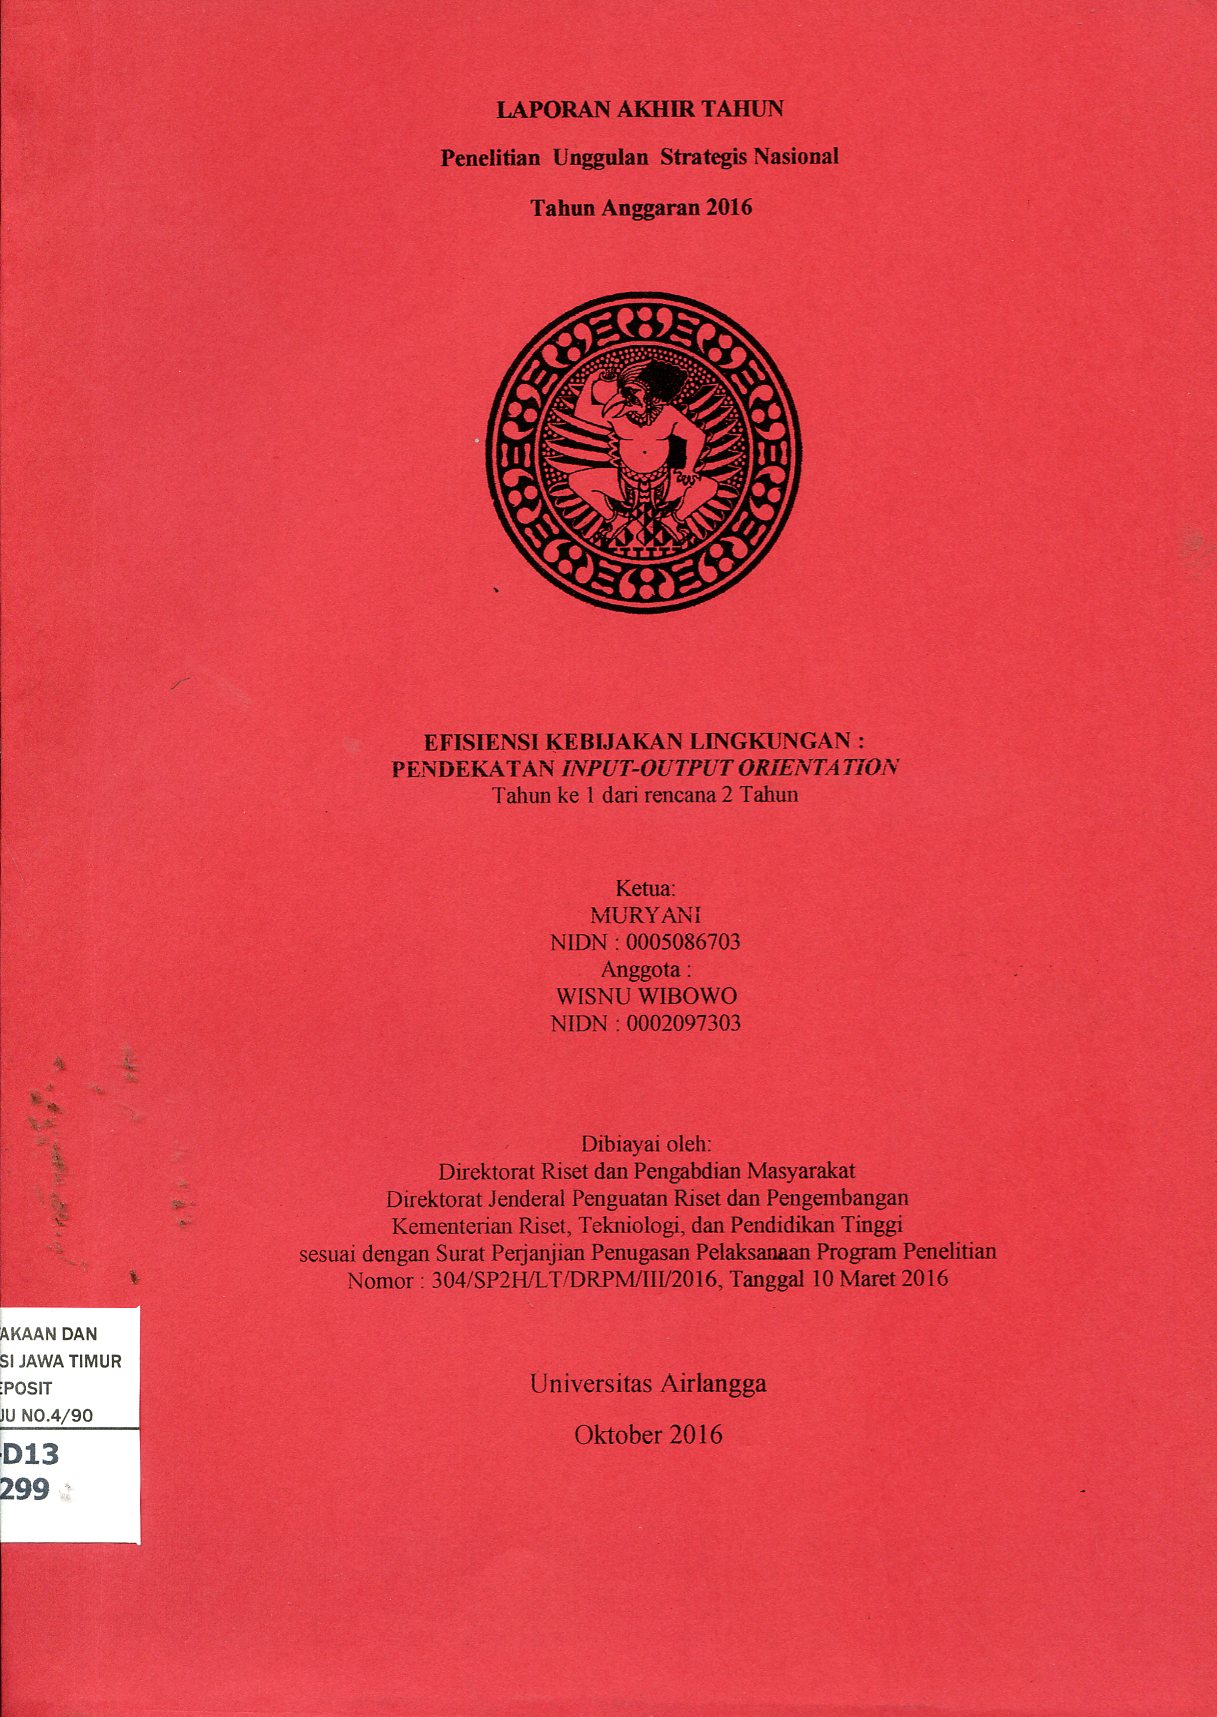 LAPORAN AKHIR TAHUN
Penelitian Unggulan Strategis Nasional
Tahun Anggaran 2016
EFISIENSI KEBIJAKAN LINGKUNGAN :
PENDEKATAN INPUT-OUTPUT ORIENTATION
Tahun ke 1 dari rencana 2 Tahun
Ketua:
MURYANI
NIDN : 0005086703
Anggota :
WISNU WIBOWO
NIDN : 0002097303
Dibiayai oleh:
Direktorat Riset dan Pengabdian Masyarakat
Direktorat Jenderal Penguatan Riset dan Pengembangan
Kementerian Riset, Tekniologi, dan Pendidikan Tinggi
sesuai dengan Surat Perjanjian Penugasan Pelaksanaan Program Penelitian
Nomor : 304/SP2H/LT/DRPM/III/2016, Tanggal 10 Maret 2016
Universitas Airlangga
Oktober 2016
AKAAN DAN
SI JAWA TIMUR
EPOSIT
JU NO.4/90
-D13
299